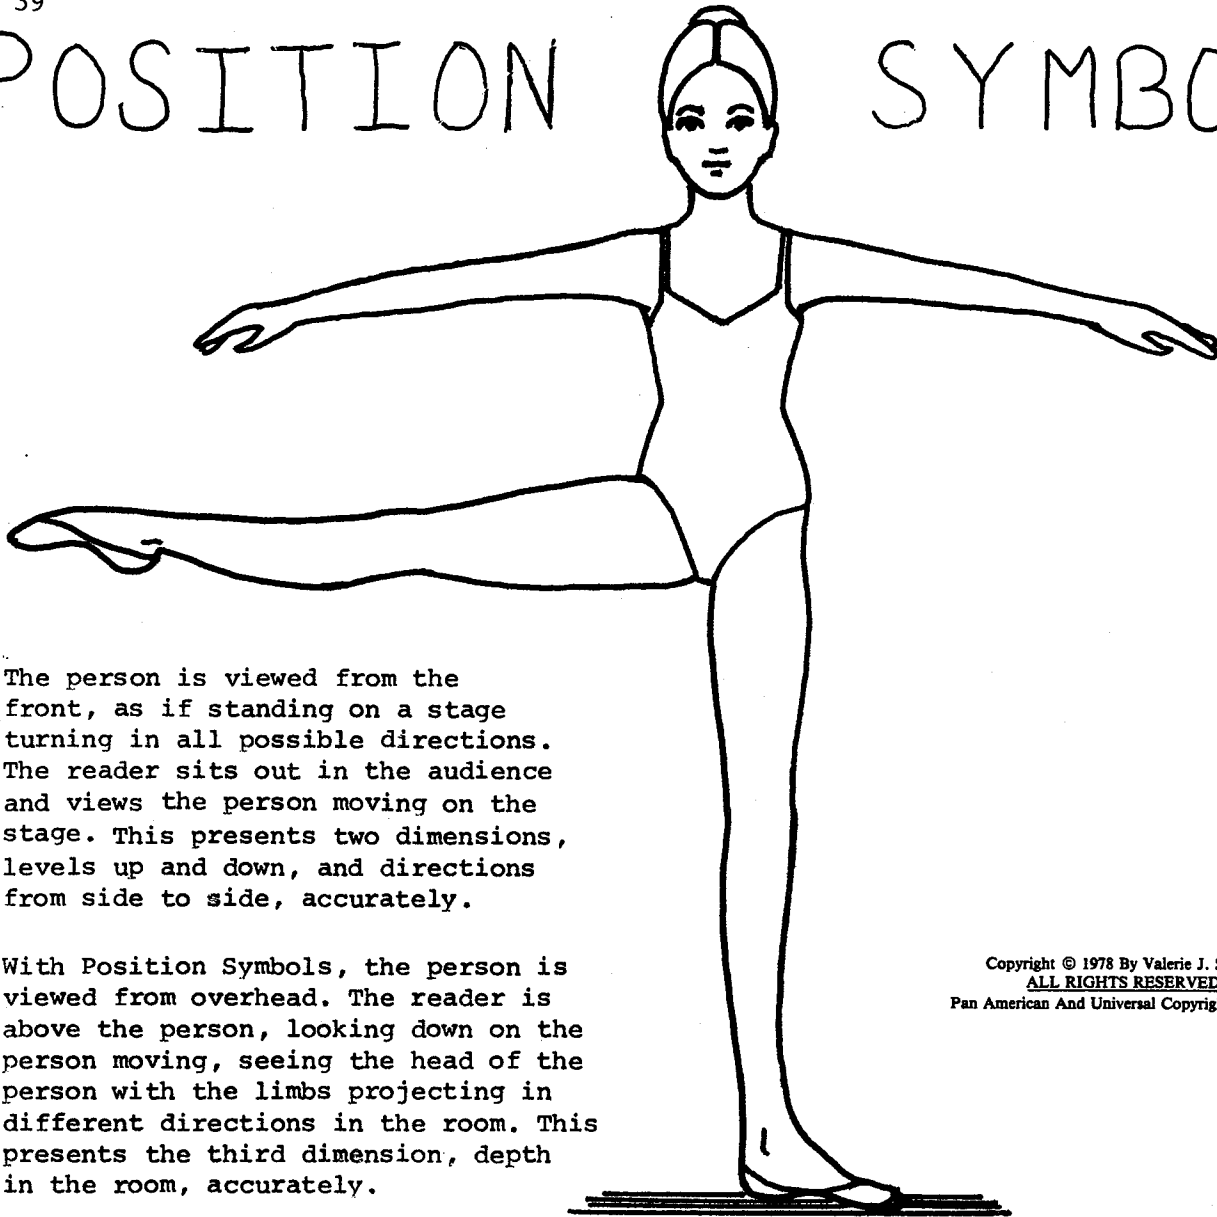 39
POSITION SYMBO
The person is viewed from the
front, as if standing on a stage
turning in all possible directions.
The reader sits out in the audience
and views the person moving on the
stage. This presents two dimensions,
levels up and down, and directions
from side to side, accurately.
With Position Symbols, the person is
viewed from overhead. The reader is
above the person, looking down on the
person moving, seeing the head of the
person with the limbs projecting in
different directions in the room. This
presents the third dimension, depth
in the room, accurately.
Copyright © 1978 By Valerie J.
ALL RIGHTS RESERVED
Pan American And Universal Copyrig